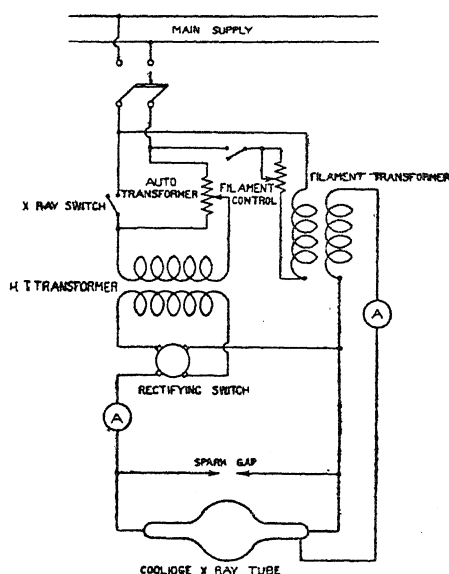 MAIN SUPPLY
AUTO
TRANSFORMER
FILAMENT
CONTROL
FILAMENT TRANSFORMER
X RAY SWITCH
H.T TRANSFORMER
A
RECTIFYING SWITCH
A
SPARK GAP
COOLIDGE X RAY TUBE